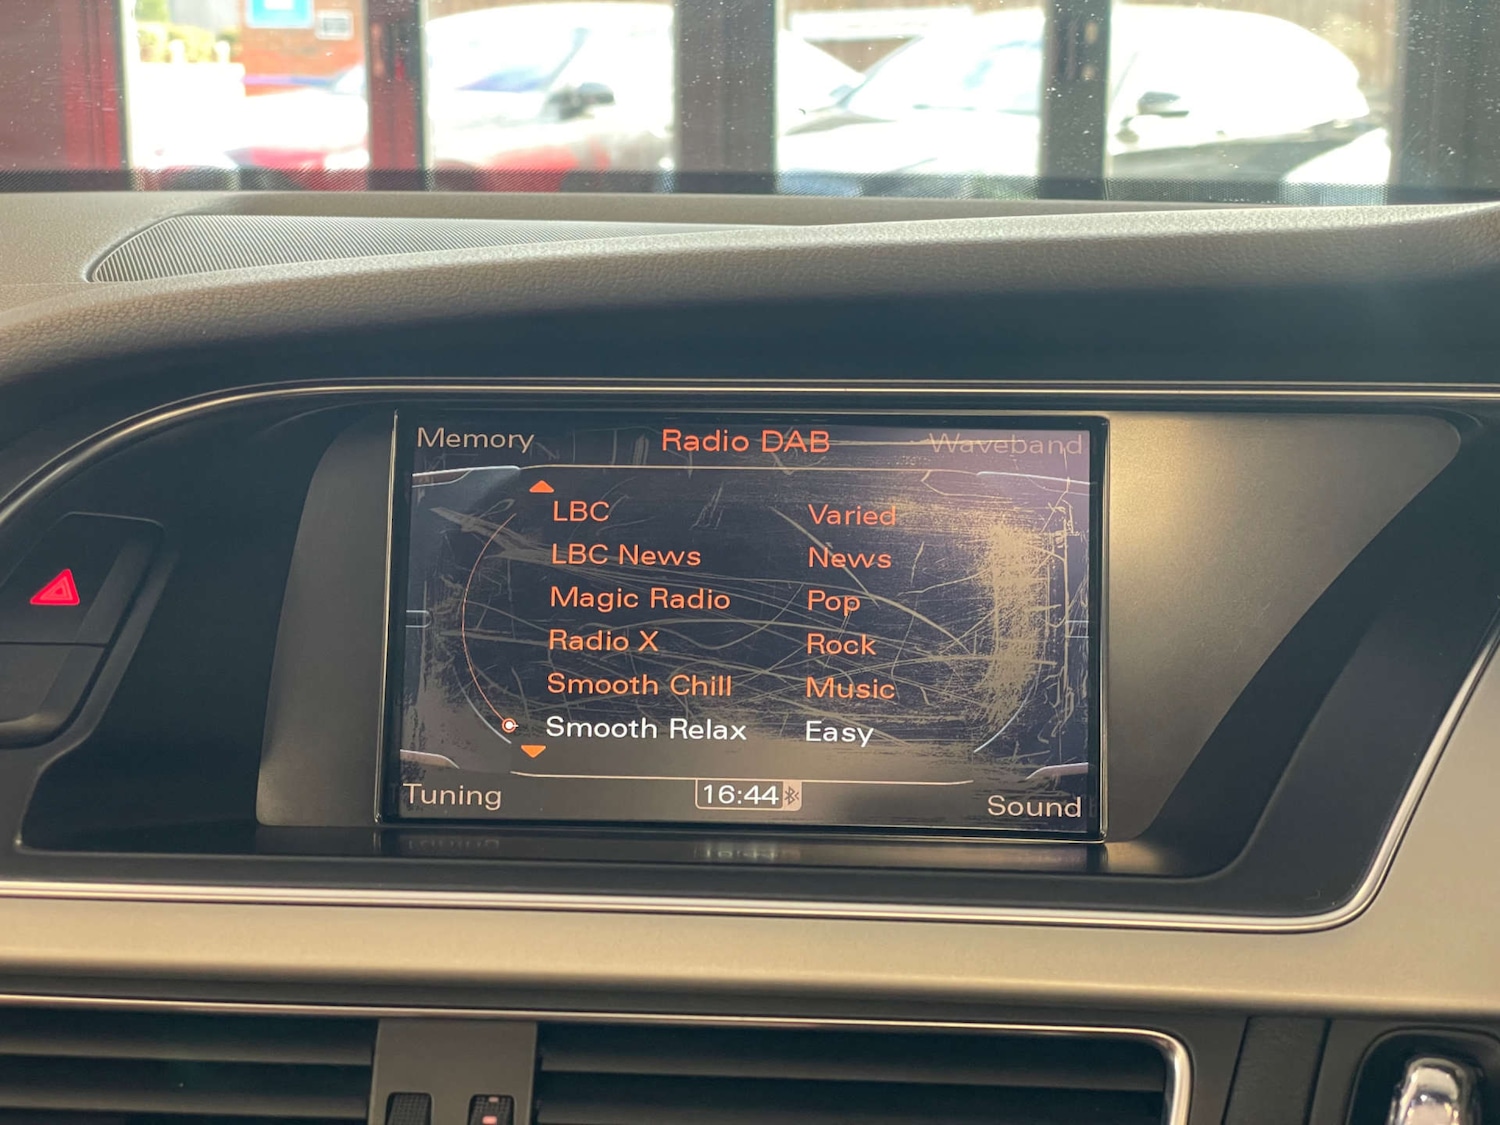 Memory Radio DAB Waveband
LBC Varied
LBC News News
Magic Radio Pop
Radio X Rock
Smooth Chill Music
Smooth Relax Easy
Tuning 16:44 Sound